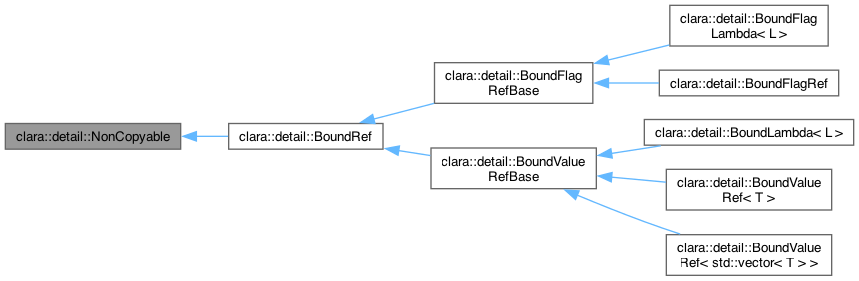 clara::detail::NonCopyable
clara::detail::BoundRef
clara::detail::BoundFlag
RefBase
clara::detail::BoundValue
RefBase
clara::detail::BoundFlag
Lambda< L >
clara::detail::BoundFlagRef
clara::detail::BoundLambda< L >
clara::detail::BoundValue
Ref< T >
clara::detail::BoundValue
Ref< std::vector< T > >